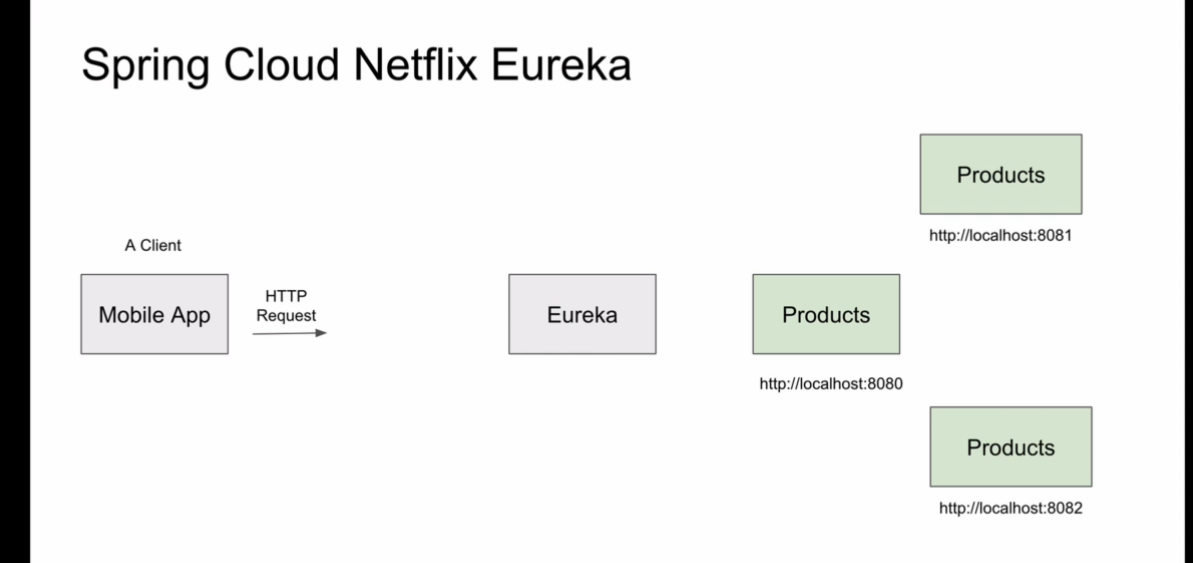 Spring Cloud Netflix Eureka
Products
http://localhost:8081
A Client
Mobile App
HTTP
Request
Eureka
Products
http://localhost:8080
Products
http://localhost:8082